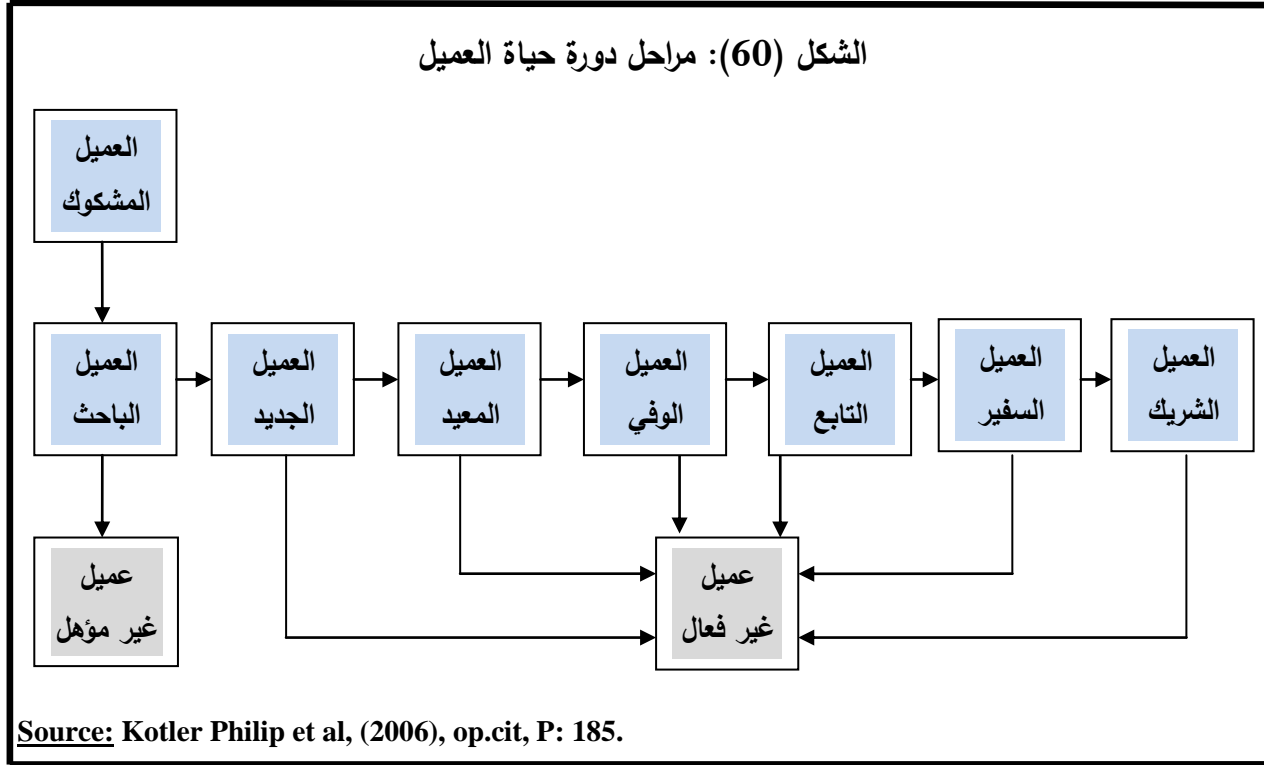 الشكل (60): مراحل دورة حياة العميل
العميل
المشكوك
العميل
الباحث
العميل
الجديد
العميل
المعيد
العميل
الوفي
العميل
التابع
العميل
السفير
العميل
الشريك
عميل
غير مؤهل
عميل
غير فعال
Source: Kotler Philip et al, (2006), op.cit, P: 185.